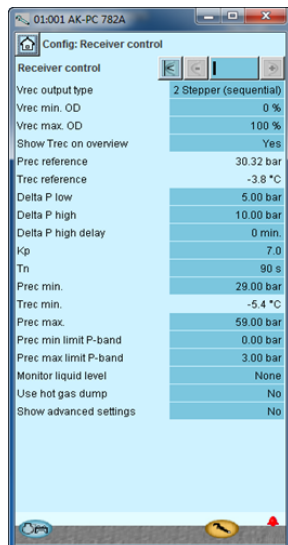 01:001 AK-PC 782A
Config: Receiver control
Receiver control
Vrec output type 2 Stepper (sequential)
Vrec min. OD 0 %
Vrec max. OD 100 %
Show Trec on overview Yes
Prec reference 30.32 bar
Trec reference -3.8 °C
Delta P low 5.00 bar
Delta P high 10.00 bar
Delta P high delay 0 min.
Kp 7.0
Tn 90 s
Prec min. 29.00 bar
Trec min. -5.4 °C
Prec max. 59.00 bar
Prec min limit P-band 0.00 bar
Prec max limit P-band 3.00 bar
Monitor liquid level None
Use hot gas dump No
Show advanced settings No